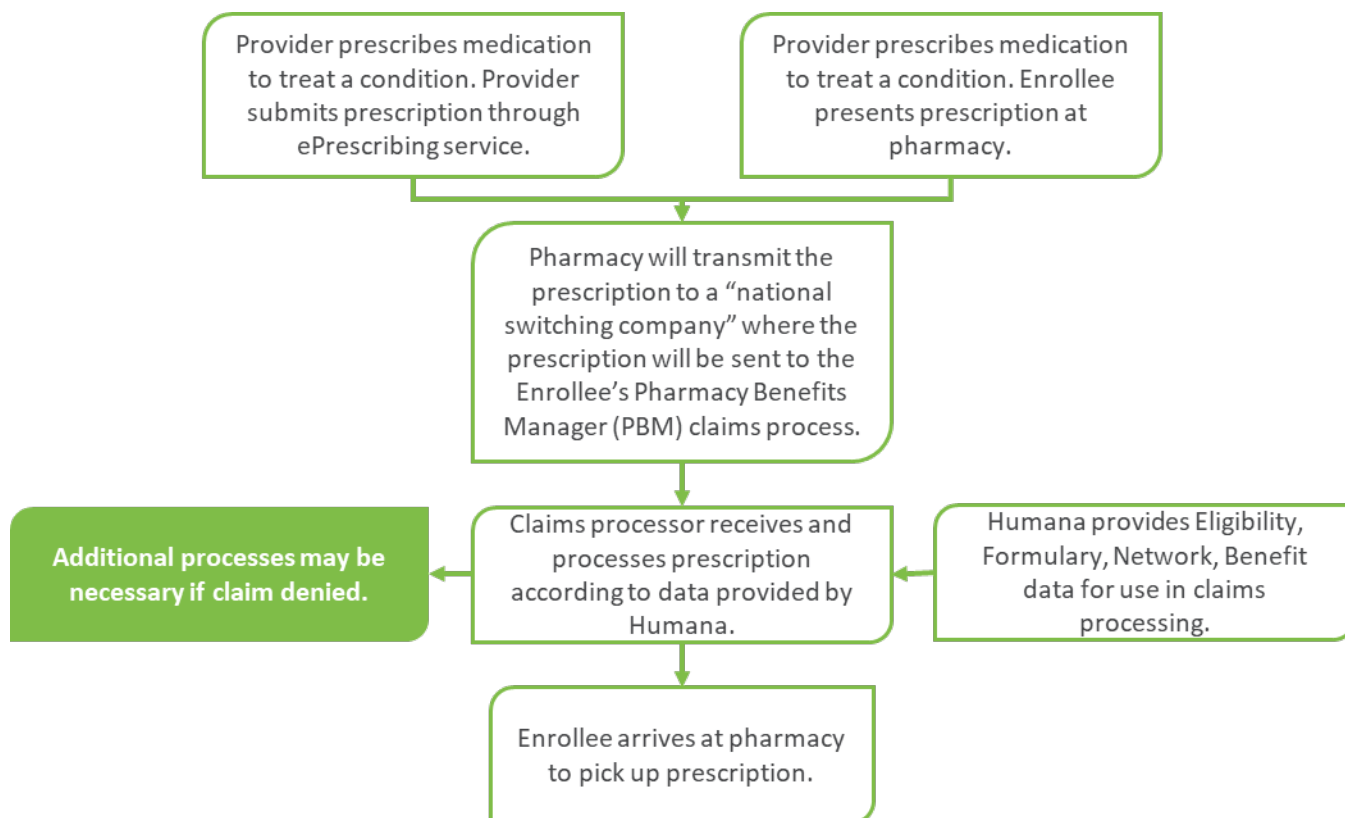 Provider prescribes medication
to treat a condition. Provider
submits prescription through
ePrescribing service.
Provider prescribes medication
to treat a condition. Enrollee
presents prescription at
pharmacy.
Pharmacy will transmit the
prescription to a “national
switching company” where the
prescription will be sent to the
Enrollee’s Pharmacy Benefits
Manager (PBM) claims process.
Additional processes may be
necessary if claim denied.
Claims processor receives and
processes prescription
according to data provided by
Humana.
Humana provides Eligibility,
Formulary, Network, Benefit
data for use in claims
processing.
Enrollee arrives at pharmacy
to pick up prescription.